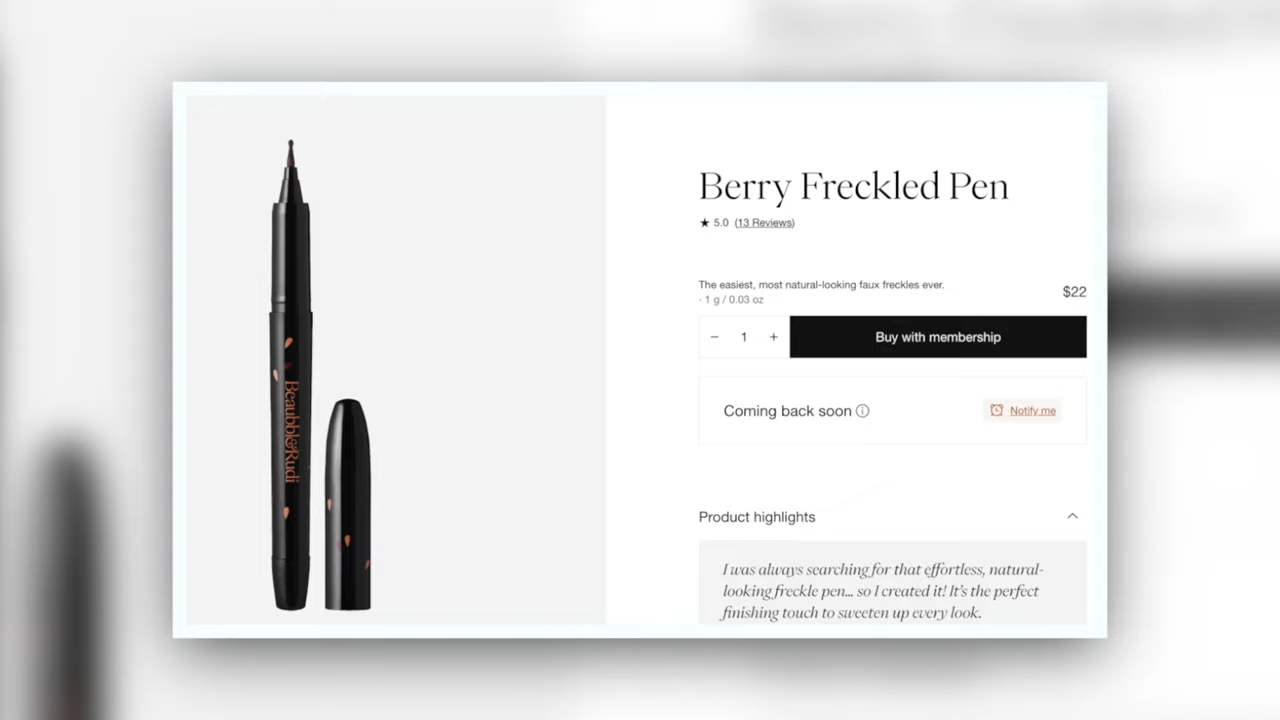 Berry Freckled Pen
★ 5.0 (13 Reviews)
The easiest, most natural-looking faux freckles ever.
· 1 g / 0.03 oz
$22
− 1 +
Buy with membership
Coming back soon
Notify me
Product highlights
I was always searching for that effortless, natural-
looking freckle pen... so I created it! It's the perfect
finishing touch to sweeten up every look.
Beaubble&Rudi